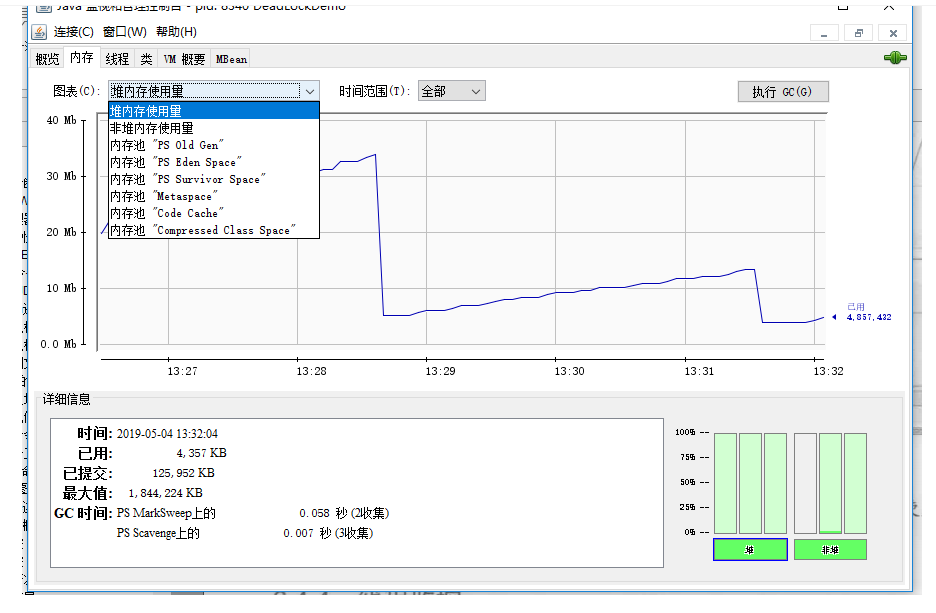 Java 监视和管理控制台 - pid: 8340 DeadLockDemo
连接(C) 窗口(W) 帮助(H)
概览 内存 线程 类 VM 概要 MBean
图表(C): 堆内存使用量 时间范围(T): 全部 执行 GC(G)
堆内存使用量
非堆内存使用量
内存池 "PS Old Gen"
内存池 "PS Eden Space"
内存池 "PS Survivor Space"
内存池 "Metaspace"
内存池 "Code Cache"
内存池 "Compressed Class Space"
40 Mb
30 Mb
20 Mb
10 Mb
0.0 Mb
已用
4,857,432
13:27 13:28 13:29 13:30 13:31 13:32
详细信息
时间: 2019-05-04 13:32:04
已用: 4,357 KB
已提交: 125,952 KB
最大值: 1,844,224 KB
GC 时间: PS MarkSweep上的 0.058 秒 (2收集)
PS Scavenge上的 0.007 秒 (3收集)
100% --
75% --
50% --
25% --
0% --
堆 非堆